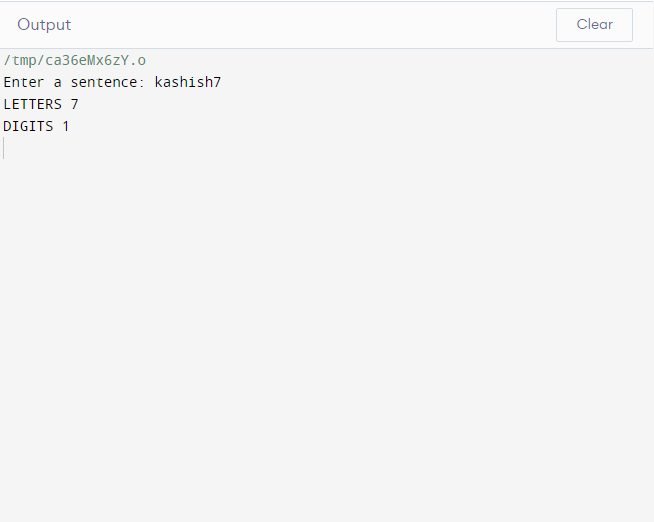 Output
Clear
/tmp/ca36eMx6zY.o
Enter a sentence: kashish7
LETTERS 7
DIGITS 1